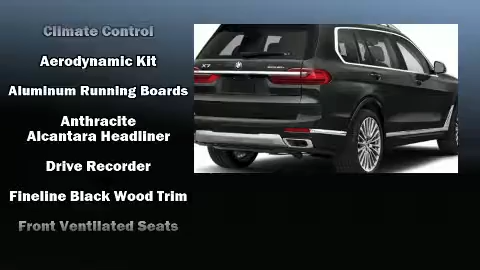 Climate Control
Aerodynamic Kit
Aluminum Running Boards
Anthracite
Alcantara Headliner
Drive Recorder
Fineline Black Wood Trim
Front Ventilated Seats
X7